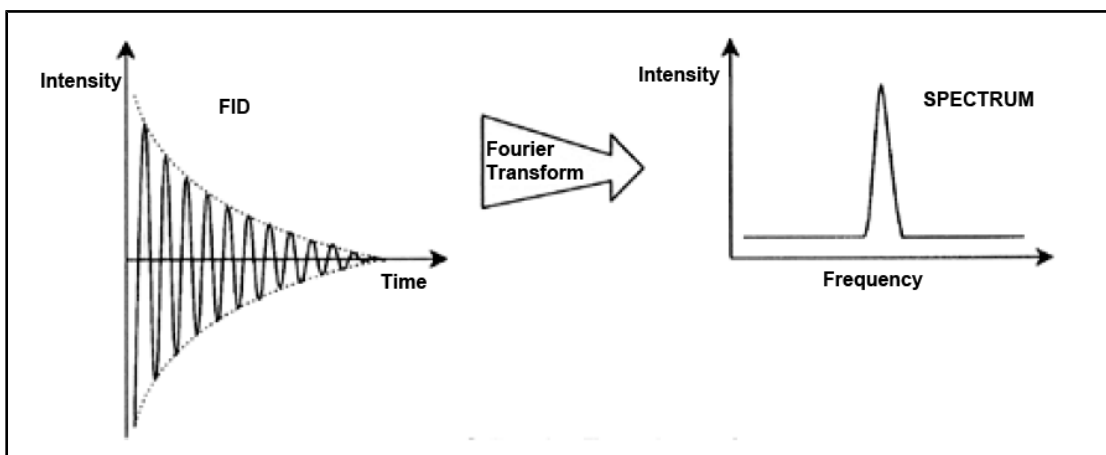 Intensity
FID
Time
Fourier
Transform
Intensity
SPECTRUM
Frequency